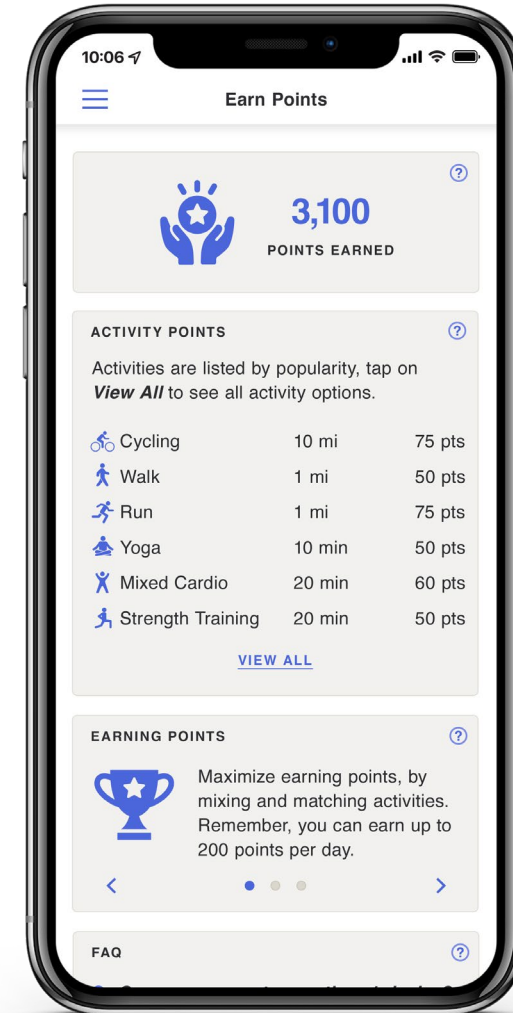 10:06
Earn Points
?
3,100
POINTS EARNED
ACTIVITY POINTS ?
Activities are listed by popularity, tap on
View All to see all activity options.
Cycling 10 mi 75 pts
Walk 1 mi 50 pts
Run 1 mi 75 pts
Yoga 10 min 50 pts
Mixed Cardio 20 min 60 pts
Strength Training 20 min 50 pts
VIEW ALL
EARNING POINTS ?
Maximize earning points, by
mixing and matching activities.
Remember, you can earn up to
200 points per day.
FAQ ?